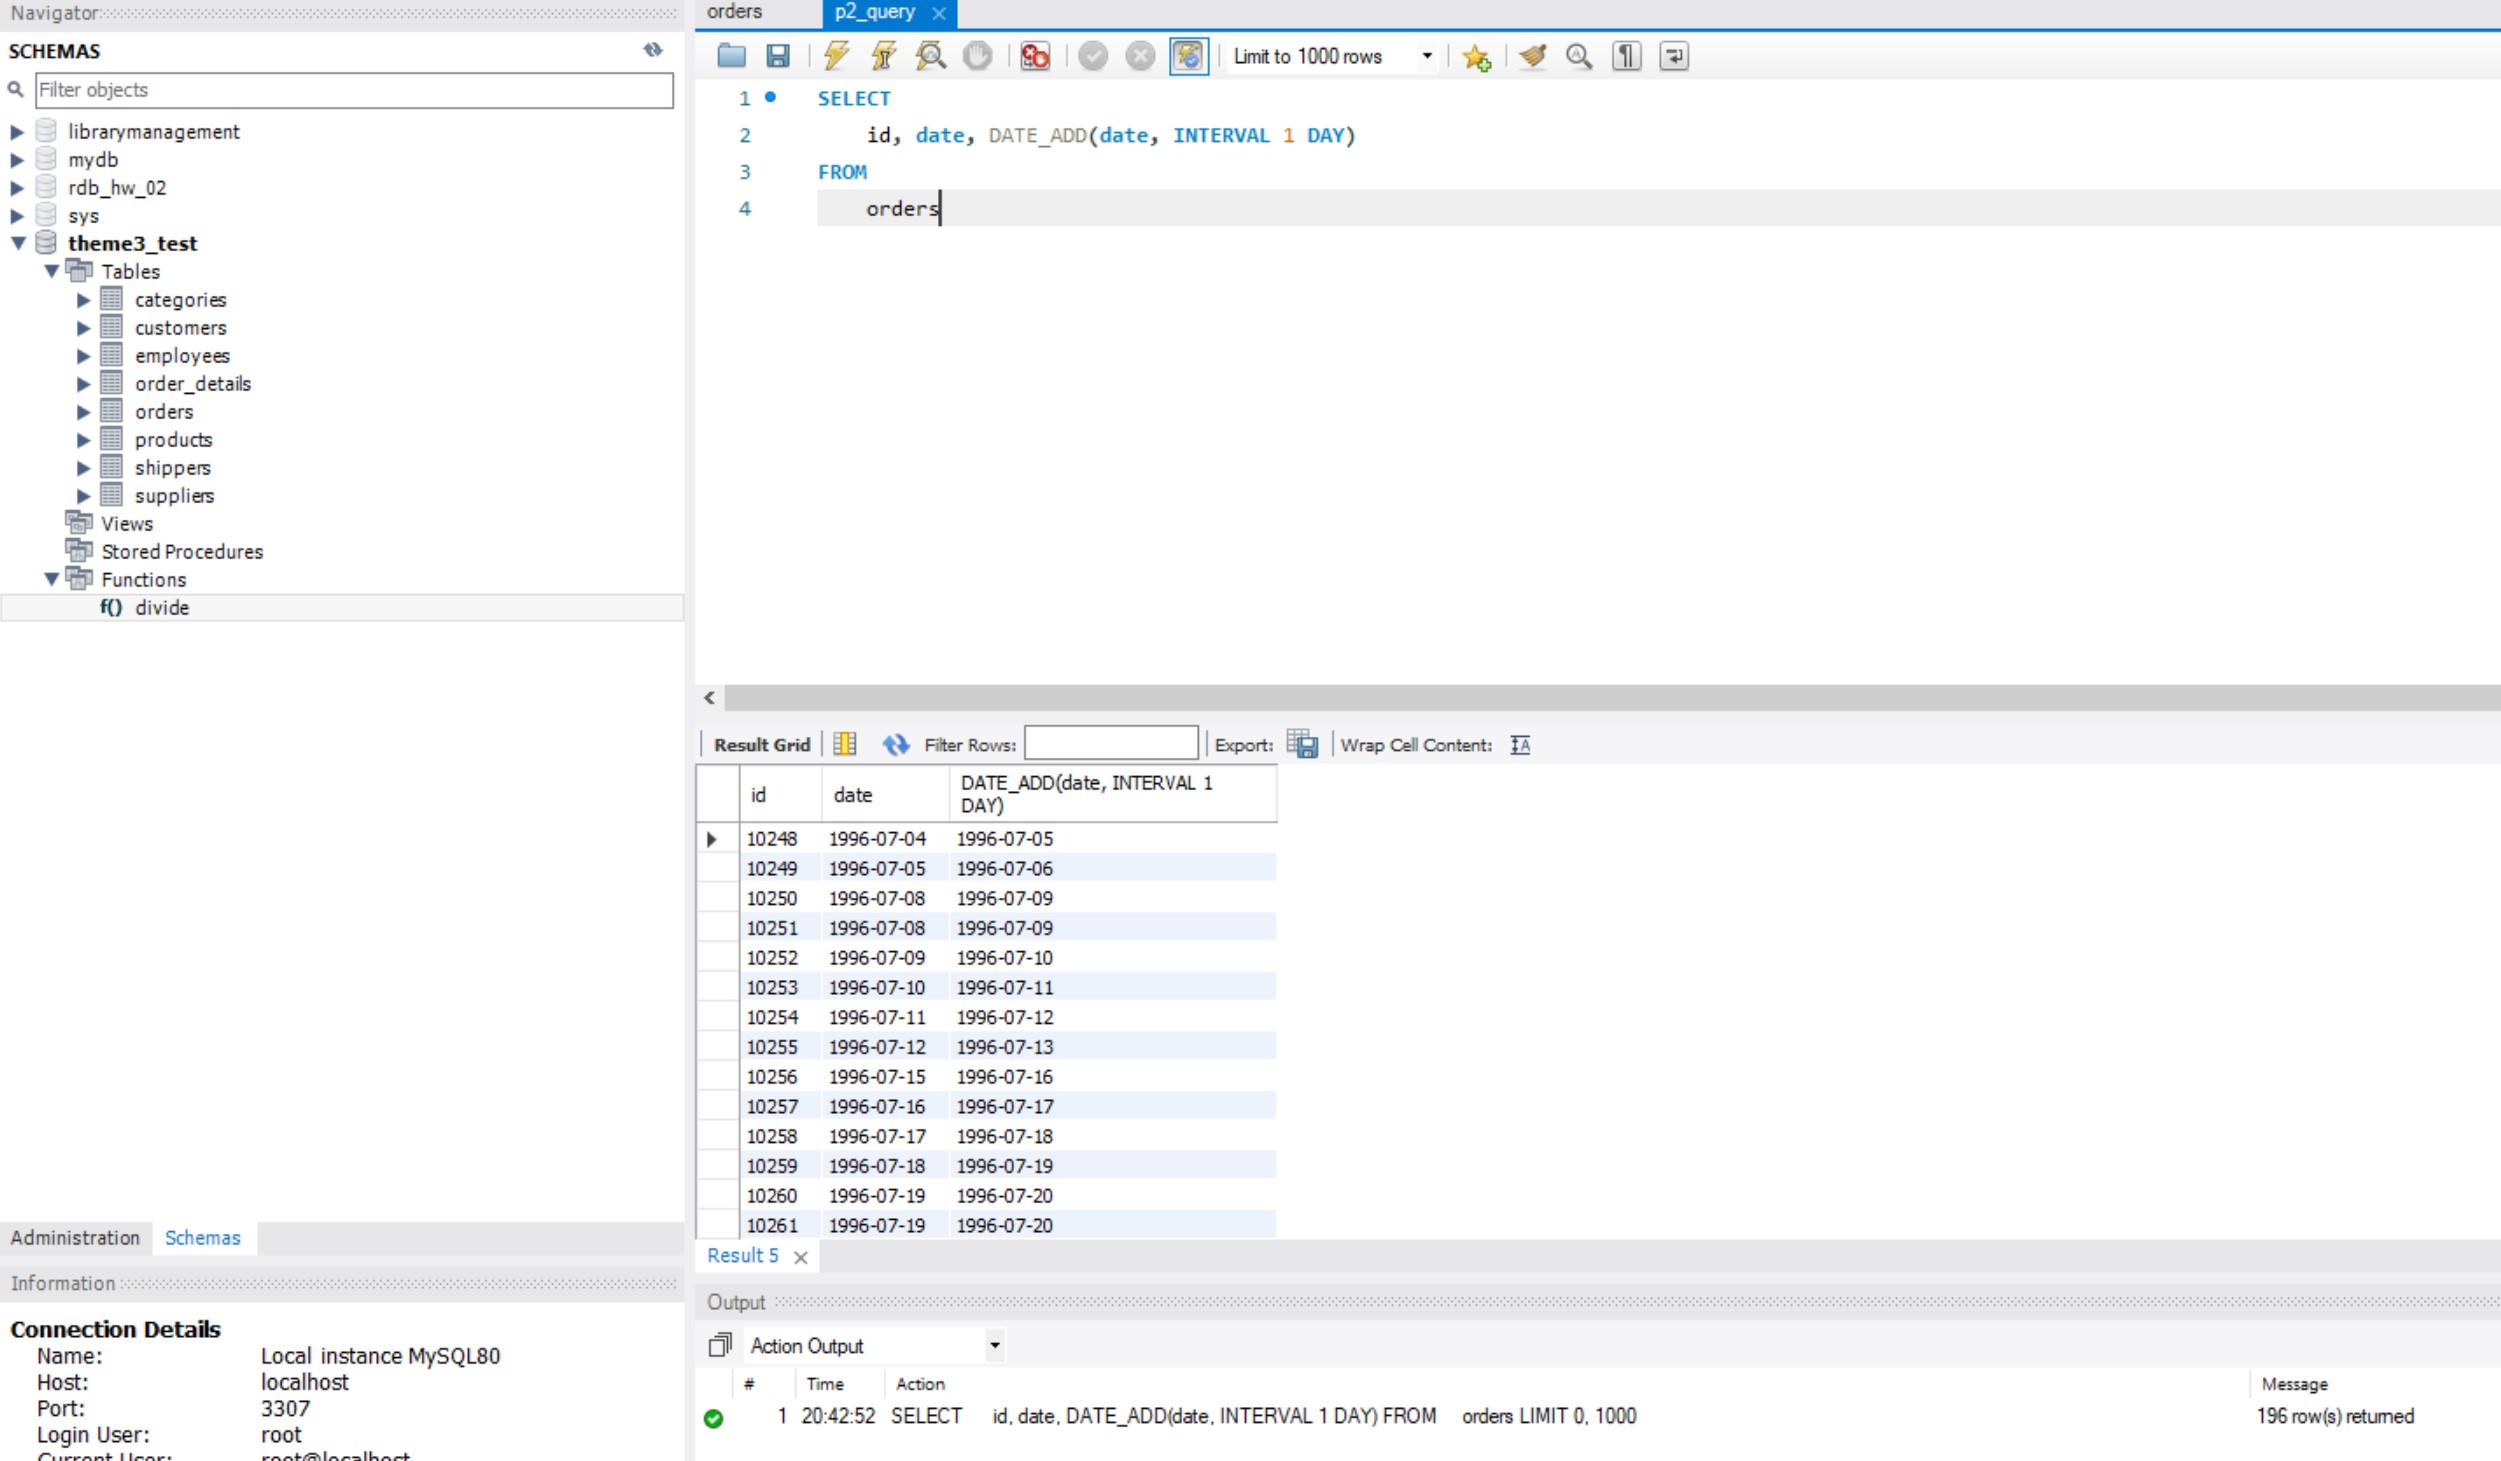 Navigator
SCHEMAS
Filter objects
librarymanagement
mydb
rdb_hw_02
sys
theme3_test
Tables
categories
customers
employees
order_details
orders
products
shippers
suppliers
Views
Stored Procedures
Functions
f() divide
Administration Schemas
Information
Connection Details
Name: Local instance MySQL80
Host: localhost
Port: 3307
Login User: root
Current User: root@localhost
orders p2_query
Limit to 1000 rows
1 SELECT
2 id, date, DATE_ADD(date, INTERVAL 1 DAY)
3 FROM
4 orders
Result Grid Filter Rows: Export: Wrap Cell Content:
id date DATE_ADD(date, INTERVAL 1 DAY)
10248 1996-07-04 1996-07-05
10249 1996-07-05 1996-07-06
10250 1996-07-08 1996-07-09
10251 1996-07-08 1996-07-09
10252 1996-07-09 1996-07-10
10253 1996-07-10 1996-07-11
10254 1996-07-11 1996-07-12
10255 1996-07-12 1996-07-13
10256 1996-07-15 1996-07-16
10257 1996-07-16 1996-07-17
10258 1996-07-17 1996-07-18
10259 1996-07-18 1996-07-19
10260 1996-07-19 1996-07-20
10261 1996-07-19 1996-07-20
Result 5
Output
Action Output
# Time Action Message
1 20:42:52 SELECT id, date, DATE_ADD(date, INTERVAL 1 DAY) FROM orders LIMIT 0, 1000 196 row(s) returned